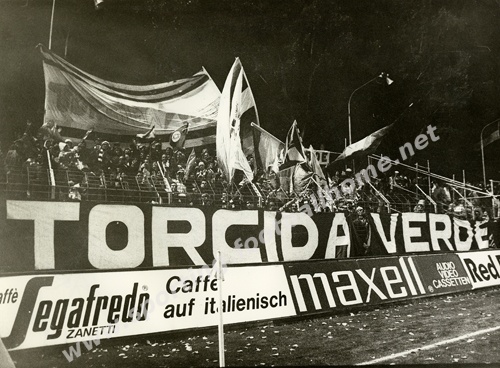 TORCIDA VERDE
affè Segafredo ZANETTI
Caffè auf italienisch
maxell AUDIO VIDEO CASSETTEN
Red